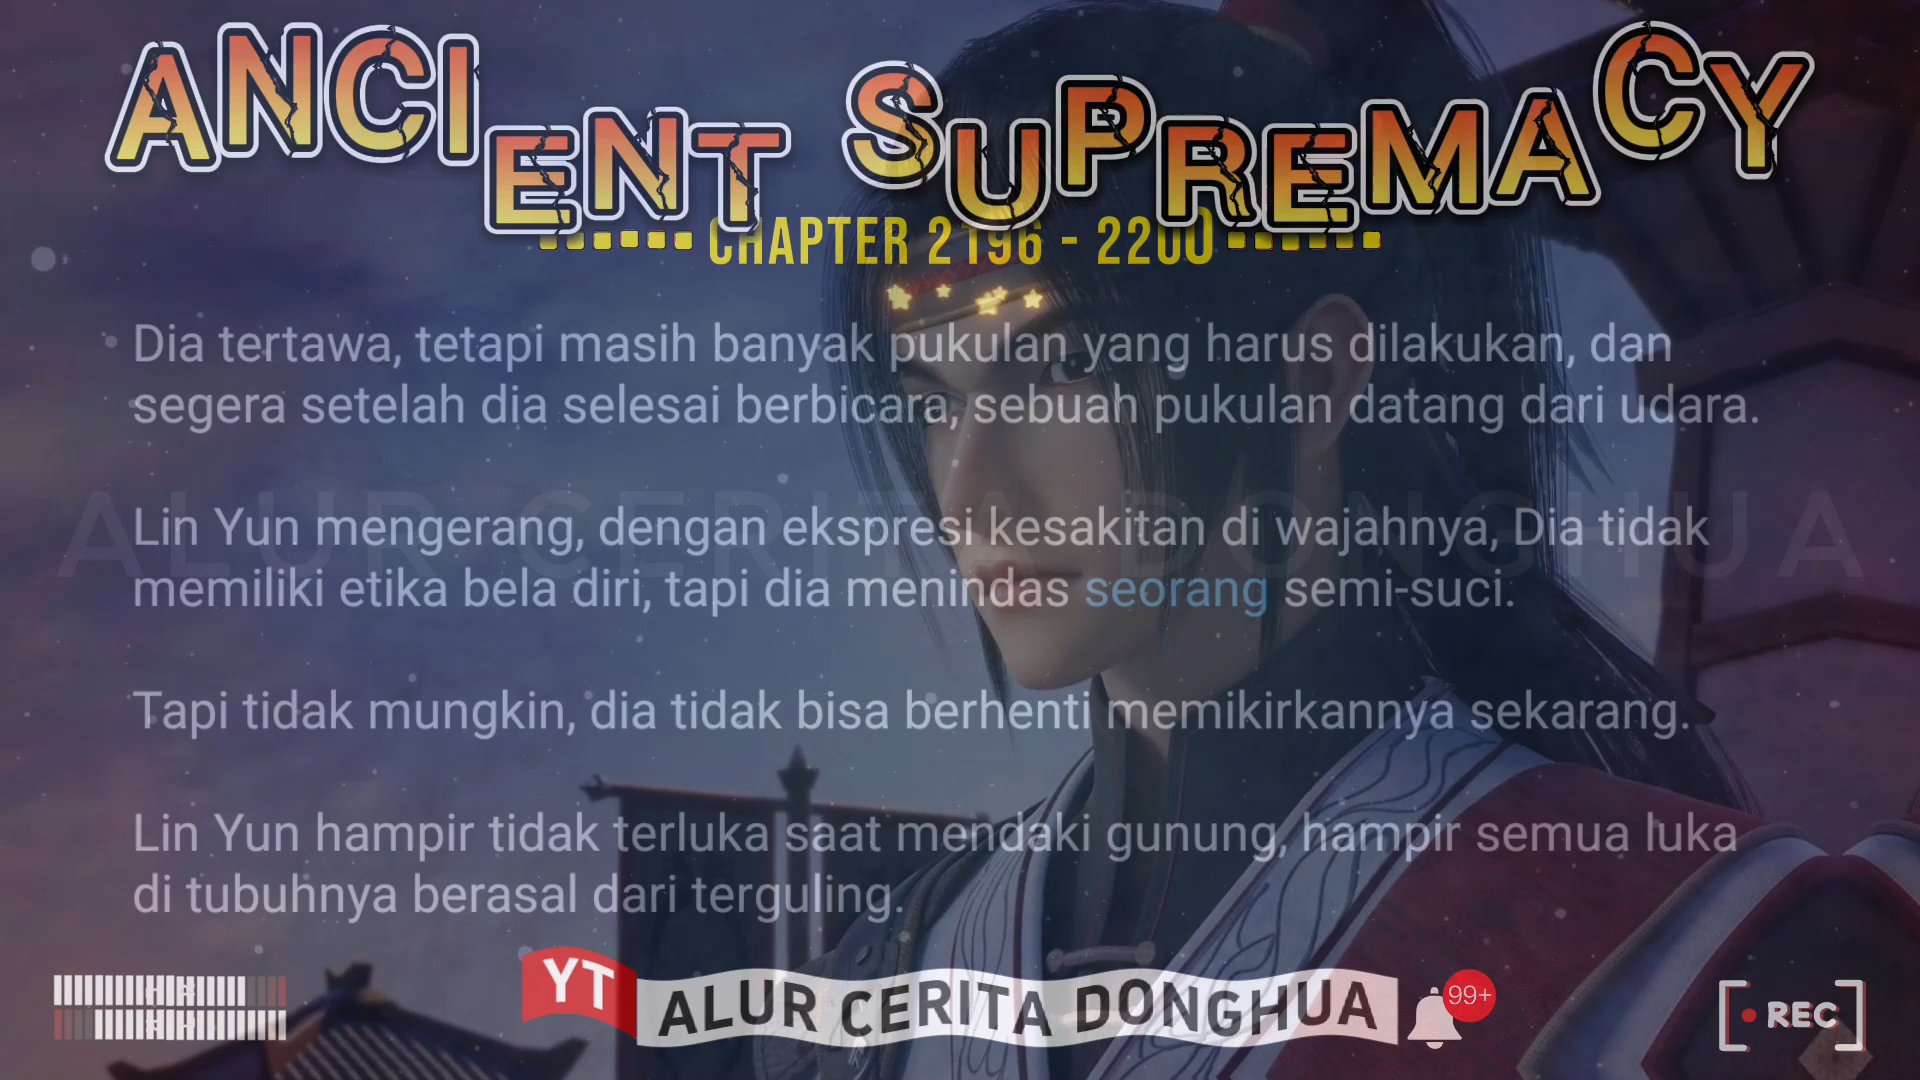 ANCIENT SUPREMACY
CHAPTER 2196 - 2200
Dia tertawa, tetapi masih banyak pukulan yang harus dilakukan, dan
segera setelah dia selesai berbicara, sebuah pukulan datang dari udara.
ALUR CERITA DONGHUA
Lin Yun mengerang, dengan ekspresi kesakitan di wajahnya, Dia tidak
memiliki etika bela diri, tapi dia menindas seorang semi-suci.
Tapi tidak mungkin, dia tidak bisa berhenti memikirkannya sekarang.
Lin Yun hampir tidak terluka saat mendaki gunung, hampir semua luka
di tubuhnya berasal dari terguling.
YT ALUR CERITA DONGHUA 99+
REC